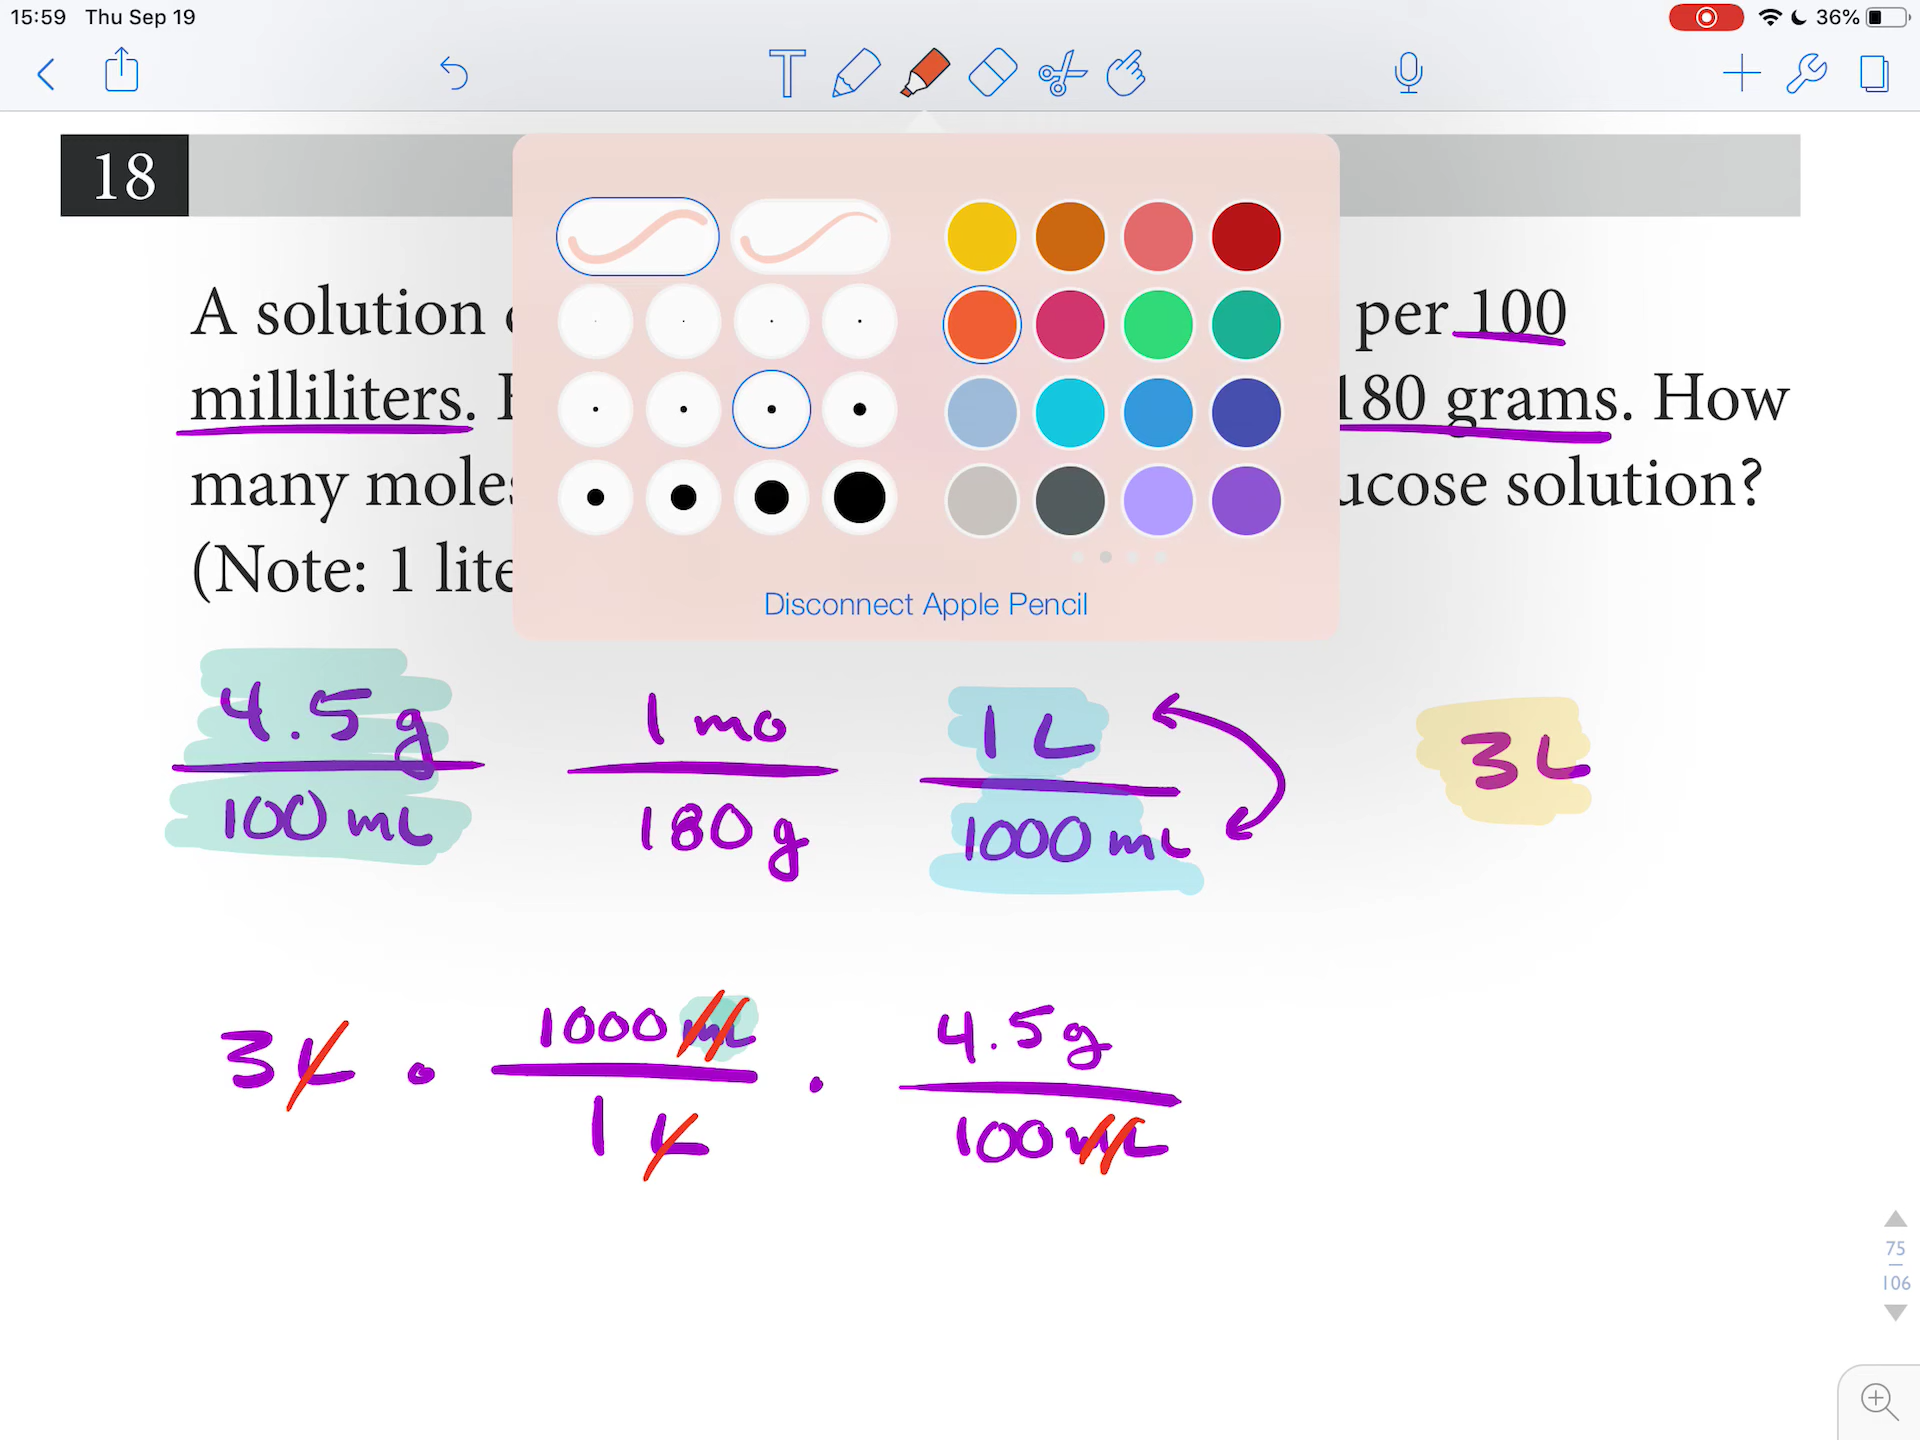 15:59 Thu Sep 19
36%
T
18
A solution per 100
milliliters. 180 grams. How
many moles ucose solution?
(Note: 1 lite
Disconnect Apple Pencil
4.5 g 1 mo 1 L 3 L
100 mL 180 g 1000 mL
3 L · 1000 mL · 4.5 g
1 L 100 mL
75
106